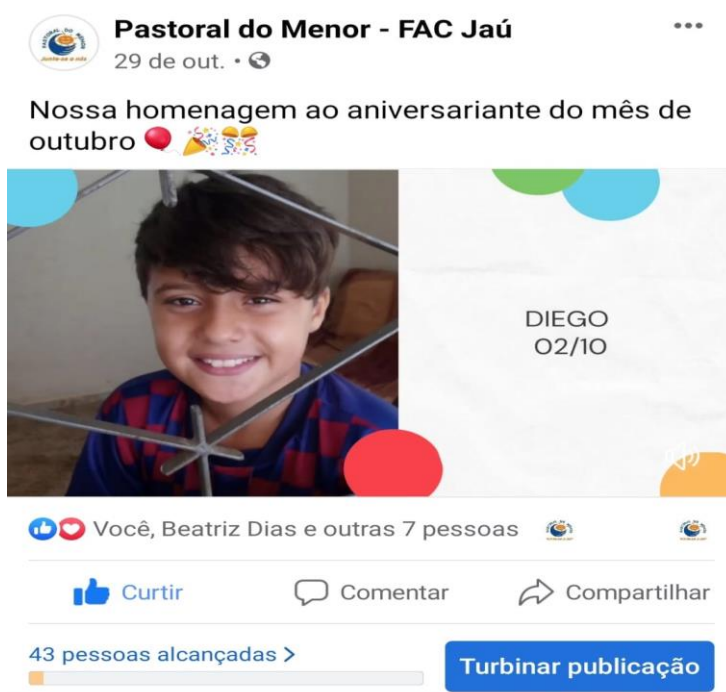 Pastoral do Menor - FAC Jaú
29 de out.
Nossa homenagem ao aniversariante do mês de
outubro
DIEGO
02/10
Você, Beatriz Dias e outras 7 pessoas
Curtir
Comentar
Compartilhar
43 pessoas alcançadas
Turbinar publicação